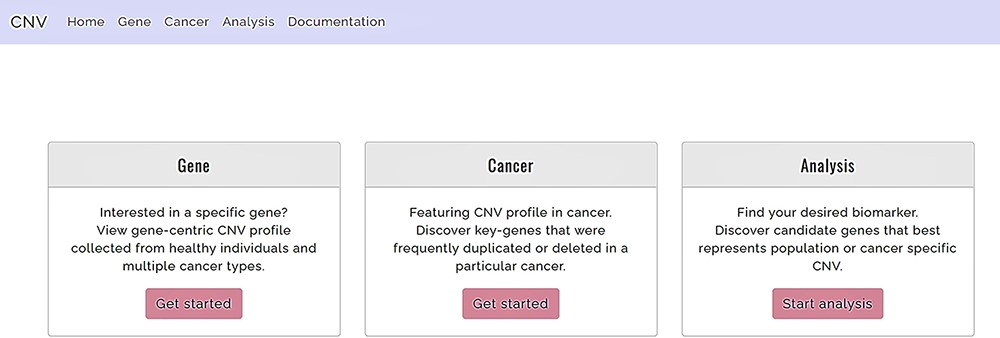 CNV Home Gene Cancer Analysis Documentation
Gene
Interested in a specific gene?
View gene-centric CNV profile
collected from healthy individuals and
multiple cancer types.
Get started
Cancer
Featuring CNV profile in cancer.
Discover key-genes that were
frequently duplicated or deleted in a
particular cancer.
Get started
Analysis
Find your desired biomarker.
Discover candidate genes that best
represents population or cancer specific
CNV.
Start analysis